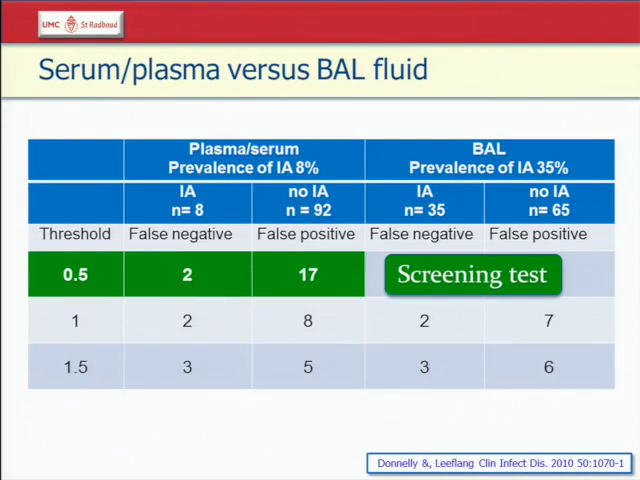 UMC St Radboud
Serum/plasma versus BAL fluid
Plasma/serum
Prevalence of IA 8%
BAL
Prevalence of IA 35%
IA
n= 8
no IA
n = 92
IA
n= 35
no IA
n= 65
Threshold False negative False positive False negative False positive
0.5 2 17 Screening test
1 2 8 2 7
1.5 3 5 3 6
Donnelly &, Leeflang Clin Infect Dis. 2010 50:1070-1